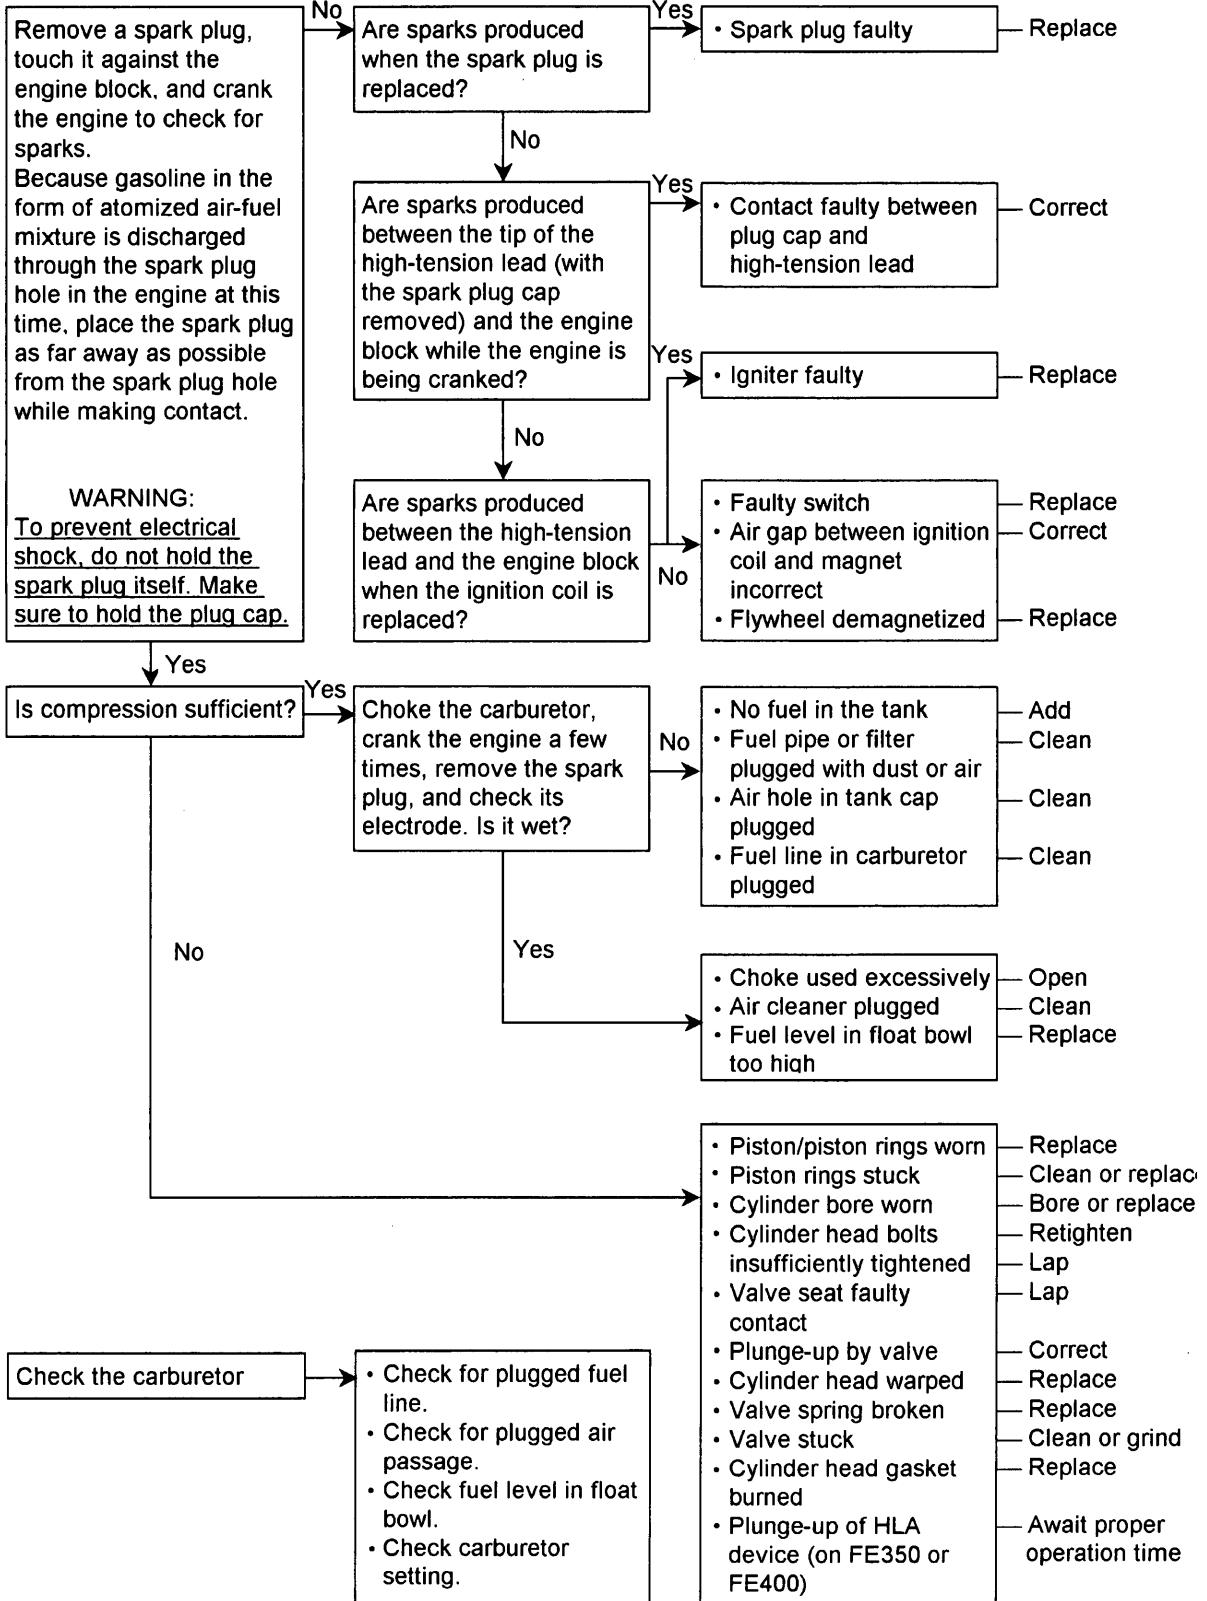 Remove a spark plug,
touch it against the
engine block, and crank
the engine to check for
sparks.
Because gasoline in the
form of atomized air-fuel
mixture is discharged
through the spark plug
hole in the engine at this
time, place the spark plug
as far away as possible
from the spark plug hole
while making contact.
WARNING:
To prevent electrical
shock, do not hold the
spark plug itself. Make
sure to hold the plug cap.
No
Are sparks produced
when the spark plug is
replaced?
Yes
• Spark plug faulty
Replace
No
Are sparks produced
between the tip of the
high-tension lead (with
the spark plug cap
removed) and the engine
block while the engine is
being cranked?
Yes
• Contact faulty between
plug cap and
high-tension lead
Correct
No
Are sparks produced
between the high-tension
lead and the engine block
when the ignition coil is
replaced?
Yes
• Igniter faulty
Replace
No
• Faulty switch
Replace
• Air gap between ignition
Correct
coil and magnet
incorrect
• Flywheel demagnetized
Replace
Yes
Is compression sufficient?
Yes
Choke the carburetor,
crank the engine a few
times, remove the spark
plug, and check its
electrode. Is it wet?
No
• No fuel in the tank
Add
• Fuel pipe or filter
Clean
plugged with dust or air
• Air hole in tank cap
Clean
plugged
• Fuel line in carburetor
Clean
plugged
Yes
• Choke used excessively
Open
• Air cleaner plugged
Clean
• Fuel level in float bowl
Replace
too high
No
• Piston/piston rings worn
Replace
• Piston rings stuck
Clean or replac
• Cylinder bore worn
Bore or replace
• Cylinder head bolts
Retighten
insufficiently tightened
Lap
• Valve seat faulty
Lap
contact
• Plunge-up by valve
Correct
• Cylinder head warped
Replace
• Valve spring broken
Replace
• Valve stuck
Clean or grind
• Cylinder head gasket
Replace
burned
• Plunge-up of HLA
Await proper
device (on FE350 or
operation time
FE400)
Check the carburetor
• Check for plugged fuel
line.
• Check for plugged air
passage.
• Check fuel level in float
bowl.
• Check carburetor
setting.